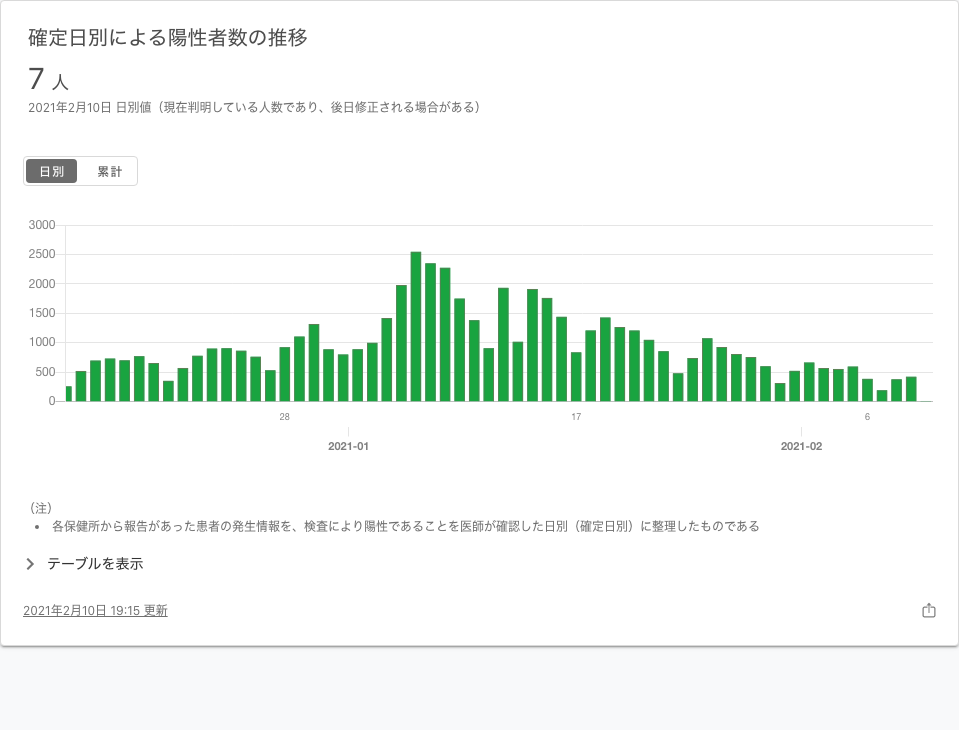 確定日別による陽性者数の推移
7 人
2021年2月10日 日別値（現在判明している人数であり、後日修正される場合がある）
日別 累計
3000
2500
2000
1500
1000
500
0
28 17 6
2021-01 2021-02
（注）
• 各保健所から報告があった患者の発生情報を、検査により陽性であることを医師が確認した日別（確定日別）に整理したものである
テーブルを表示
2021年2月10日 19:15 更新